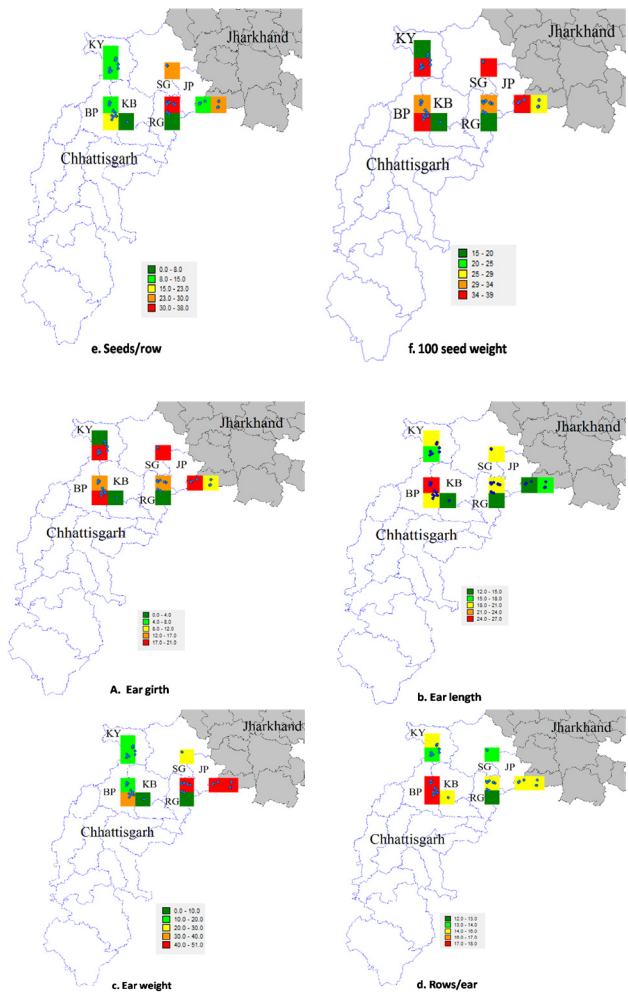 Jharkhand
KY
SG
JP
BP
KB
RG
Chhattisgarh
0.0 - 8.0
8.0 - 15.0
15.0 - 23.0
23.0 - 30.0
30.0 - 38.0
e. Seeds/row
Jharkhand
KY
SG
JP
BP
KB
RG
Chhattisgarh
15 - 20
20 - 25
25 - 29
29 - 34
34 - 39
f. 100 seed weight
Jharkhand
KY
SG
JP
BP
KB
RG
Chhattisgarh
0.0 - 4.0
4.0 - 8.0
8.0 - 12.0
12.0 - 17.0
17.0 - 21.0
A. Ear girth
Jharkhand
KY
SG
JP
BP
KB
RG
Chhattisgarh
12.0 - 15.0
15.0 - 18.0
18.0 - 21.0
21.0 - 24.0
24.0 - 27.0
b. Ear length
Jharkhand
KY
SG
JP
BP
KB
RG
Chhattisgarh
0.0 - 10.0
10.0 - 20.0
20.0 - 30.0
30.0 - 40.0
40.0 - 51.0
c. Ear weight
Jharkhand
KY
SG
JP
BP
KB
RG
Chhattisgarh
12.0 - 13.0
13.0 - 14.0
14.0 - 16.0
16.0 - 17.0
17.0 - 18.0
d. Rows/ear